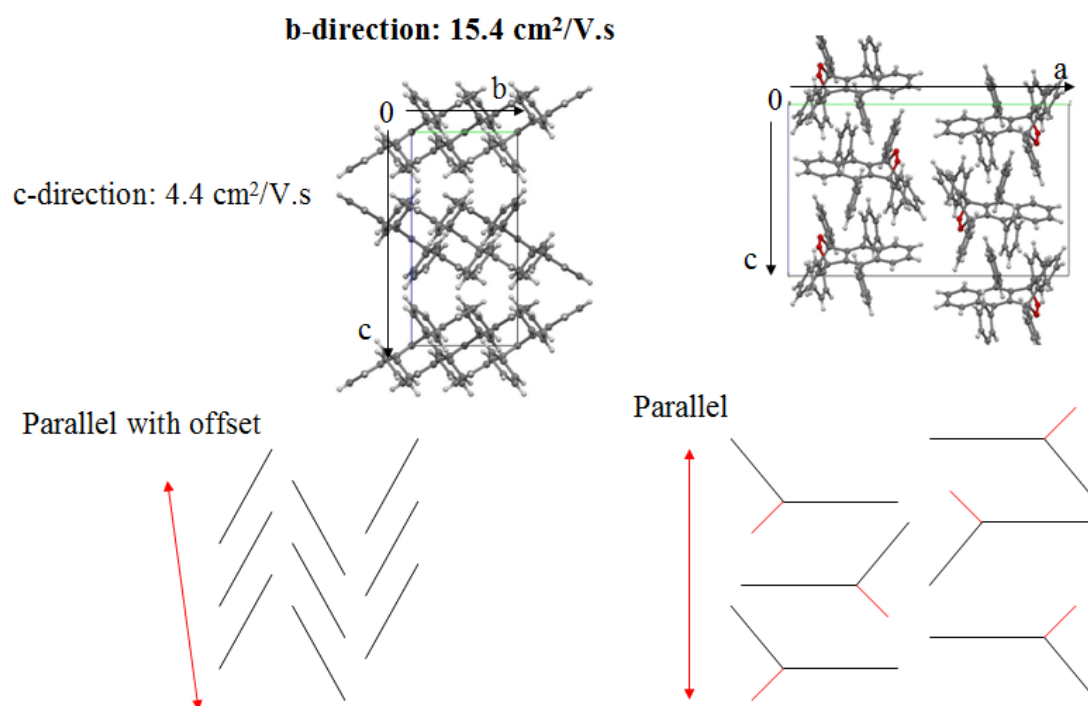 b-direction: 15.4 cm²/V.s
b
0
c
c-direction: 4.4 cm²/V.s
a
0
c
Parallel with offset
Parallel